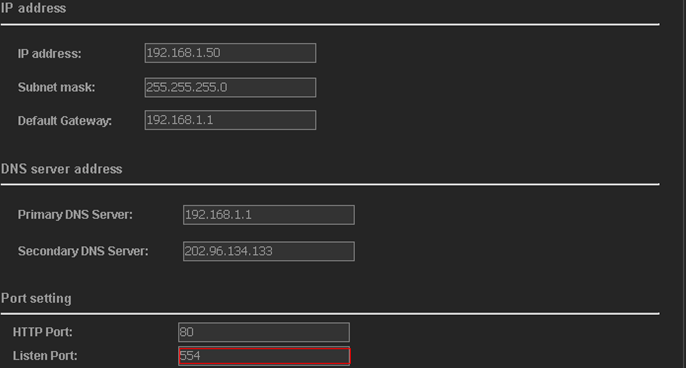 IP address
IP address: 192.168.1.50
Subnet mask: 255.255.255.0
Default Gateway: 192.168.1.1
DNS server address
Primary DNS Server: 192.168.1.1
Secondary DNS Server: 202.96.134.133
Port setting
HTTP Port: 80
Listen Port: 554